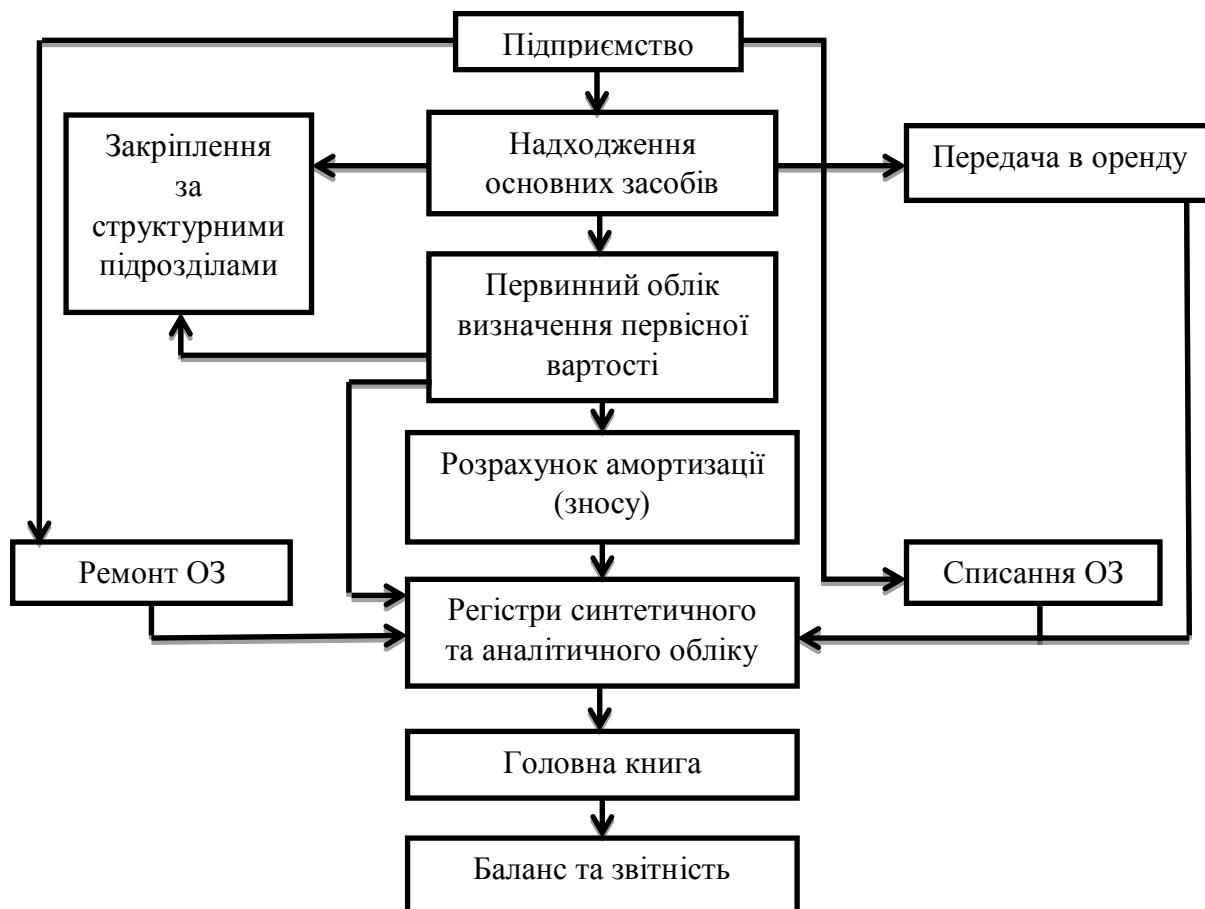 Підприємство
Закріплення
за
структурними
підрозділами
Надходження
основних засобів
Передача в оренду
Первинний облік
визначення первісної
вартості
Розрахунок амортизації
(зносу)
Ремонт ОЗ
Списання ОЗ
Регістри синтетичного
та аналітичного обліку
Головна книга
Баланс та звітність